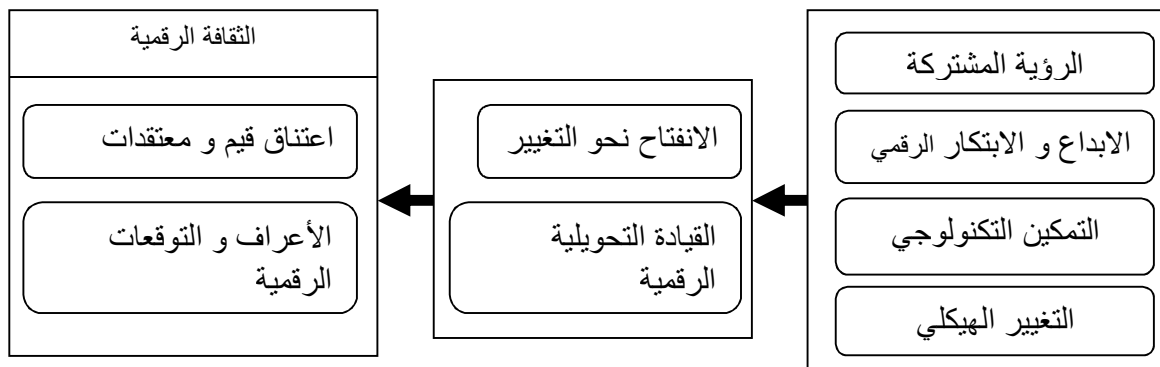 الرؤية المشتركة
الابداع و الابتكار الرقمي
التمكين التكنولوجي
التغيير الهيكلي
الانفتاح نحو التغيير
القيادة التحويلية
الرقمية
الثقافة الرقمية
اعتناق قيم و معتقدات
الأعراف و التوقعات
الرقمية